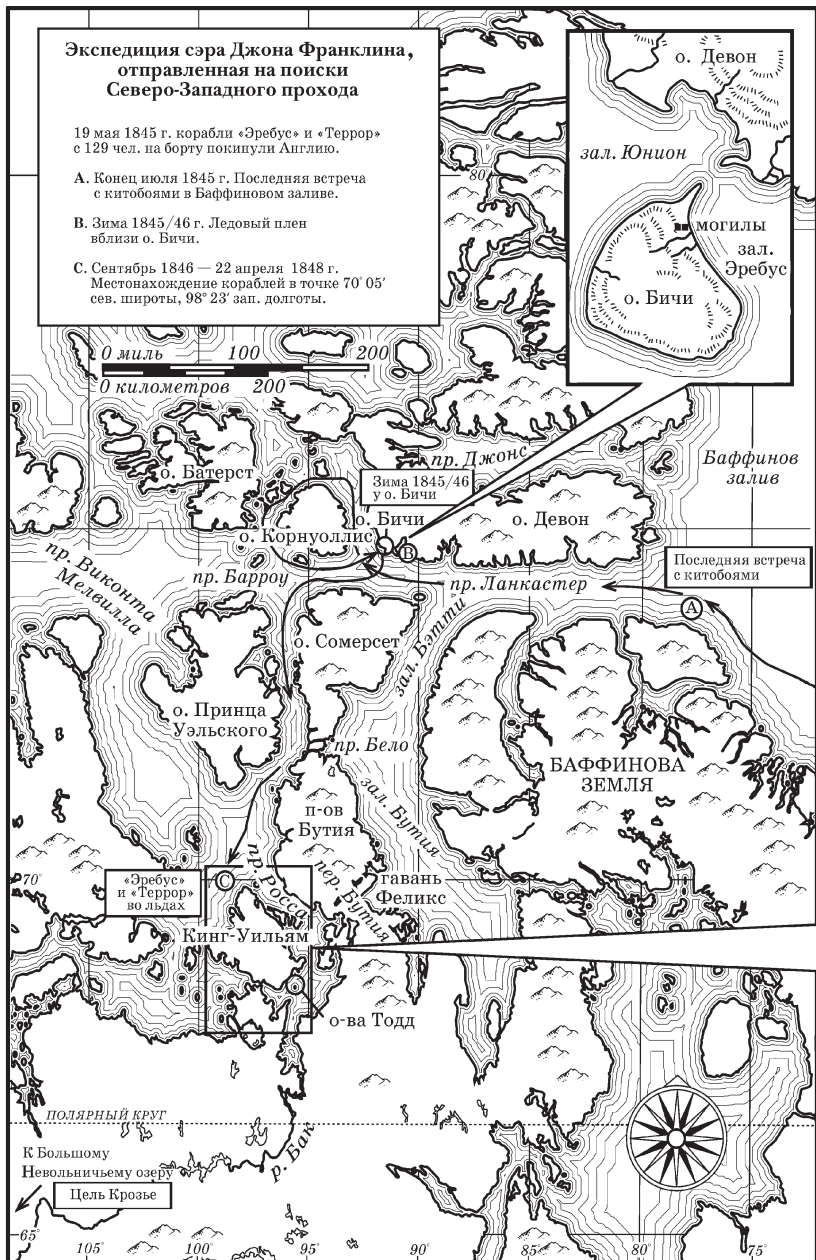 Экспедиция сэра Джона Франклина,
отправленная на поиски
Северо-Западного прохода
19 мая 1845 г. корабли «Эребус» и «Террор»
с 129 чел. на борту покинули Англию.
A. Конец июля 1845 г. Последняя встреча
с китобоями в Баффиновом заливе.
B. Зима 1845/46 г. Ледовый плен
вблизи о. Бичи.
C. Сентябрь 1846 — 22 апреля 1848 г.
Местонахождение кораблей в точке 70° 05′
сев. широты, 98° 23′ зап. долготы.
80°
о. Девон
зал. Юнион
могилы
зал.
Эребус
о. Бичи
0 миль 100 200
0 километров 200
пр. Джонс
Баффинов
залив
о. Батерст
Зима 1845/46
у о. Бичи
о. Бичи
о. Девон
о. Корнуоллис
B
пр. Виконта
Мелвилла
пр. Барроу
пр. Ланкастер
Последняя встреча
с китобоями
A
о. Сомерсет
зал. Бэтти
о. Принца
Уэльского
пр. Бело
БАФФИНОВА
ЗЕМЛЯ
зал. Бутия
п-ов
Бутия
70°
«Эребус»
и «Террор»
во льдах
C
пр. Росса
пер. Бутия
гавань
Феликс
. Кинг-Уильям
о-ва Тодд
ПОЛЯРНЫЙ КРУГ
р. Бак
К Большому
Невольничьему озеру
Цель Крозье
65°
105° 100° 95° 90° 85° 80° 75°